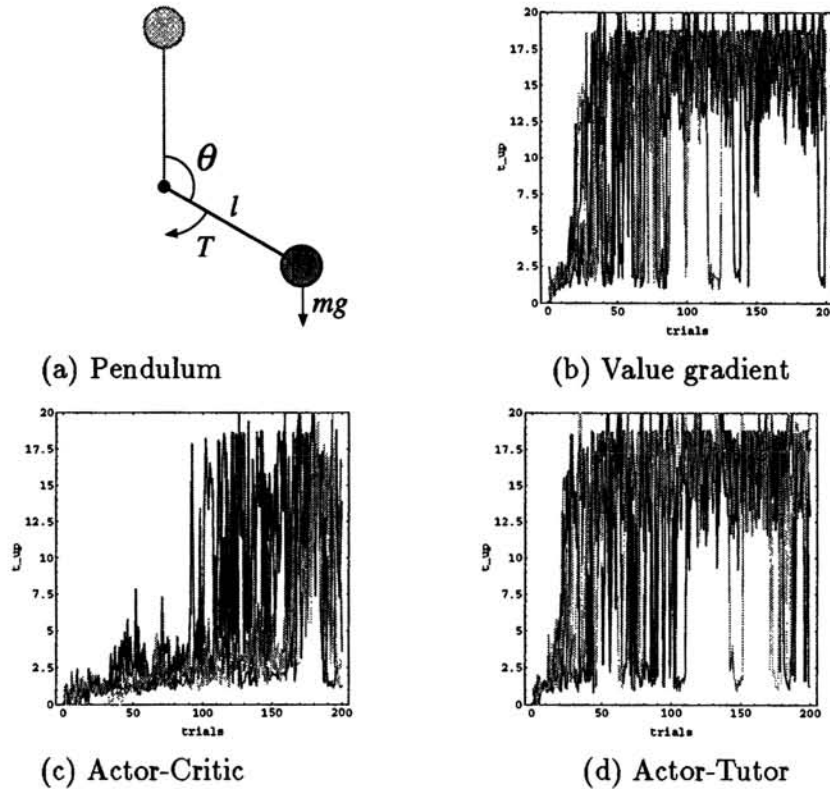 θ
l
T
mg
(a) Pendulum
20
17.5
15
12.5
t_up
10
7.5
5
2.5
0
0 50 100 150 200
trials
(b) Value gradient
20
17.5
15
12.5
t_up
10
7.5
5
2.5
0
0 50 100 150 200
trials
(c) Actor-Critic
20
17.5
15
12.5
t_up
10
7.5
5
2.5
0
0 50 100 150 200
trials
(d) Actor-Tutor